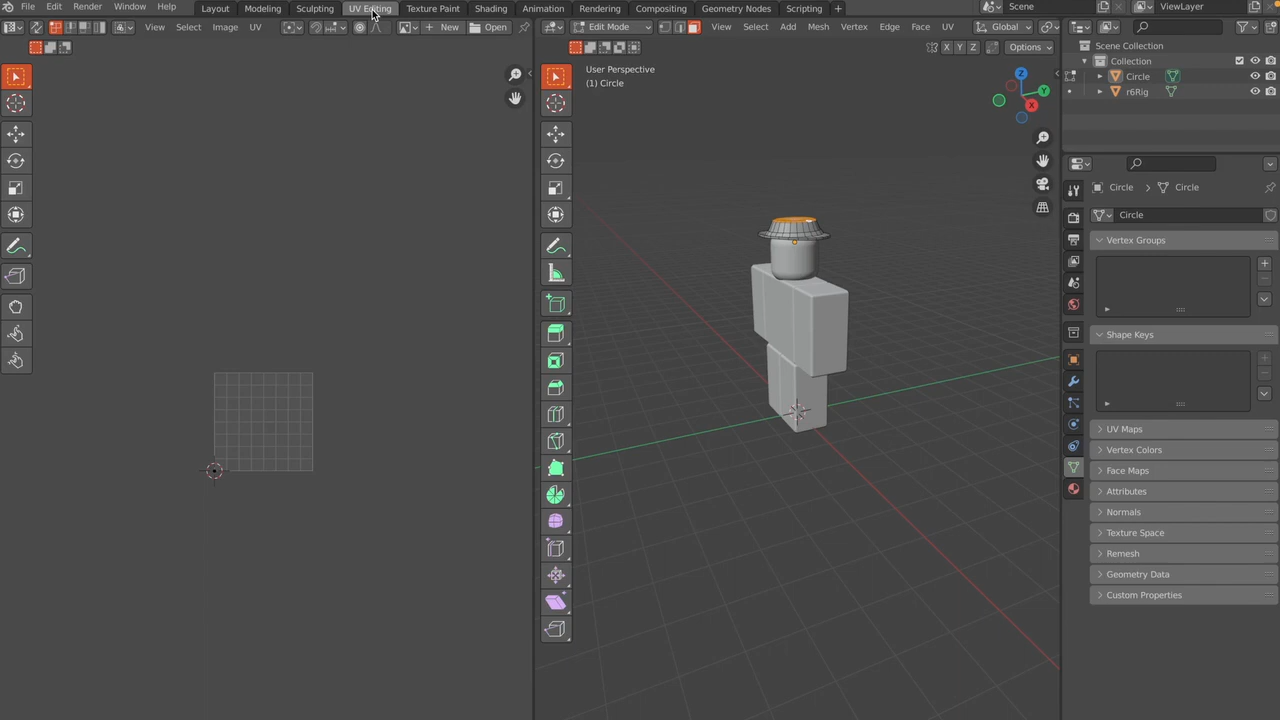 File Edit Render Window Help Layout Modeling Sculpting UV Editing Texture Paint Shading Animation Rendering Compositing Geometry Nodes Scripting + Scene ViewLayer
View Select Image UV New Open Edit Mode View Select Add Mesh Vertex Edge Face UV Global
X Y Z Options
Scene Collection
Collection
Circle
r6Rig
User Perspective
(1) Circle
Z
Y
X
Circle > Circle
Circle
Vertex Groups
Shape Keys
UV Maps
Vertex Colors
Face Maps
Attributes
Normals
Texture Space
Remesh
Geometry Data
Custom Properties